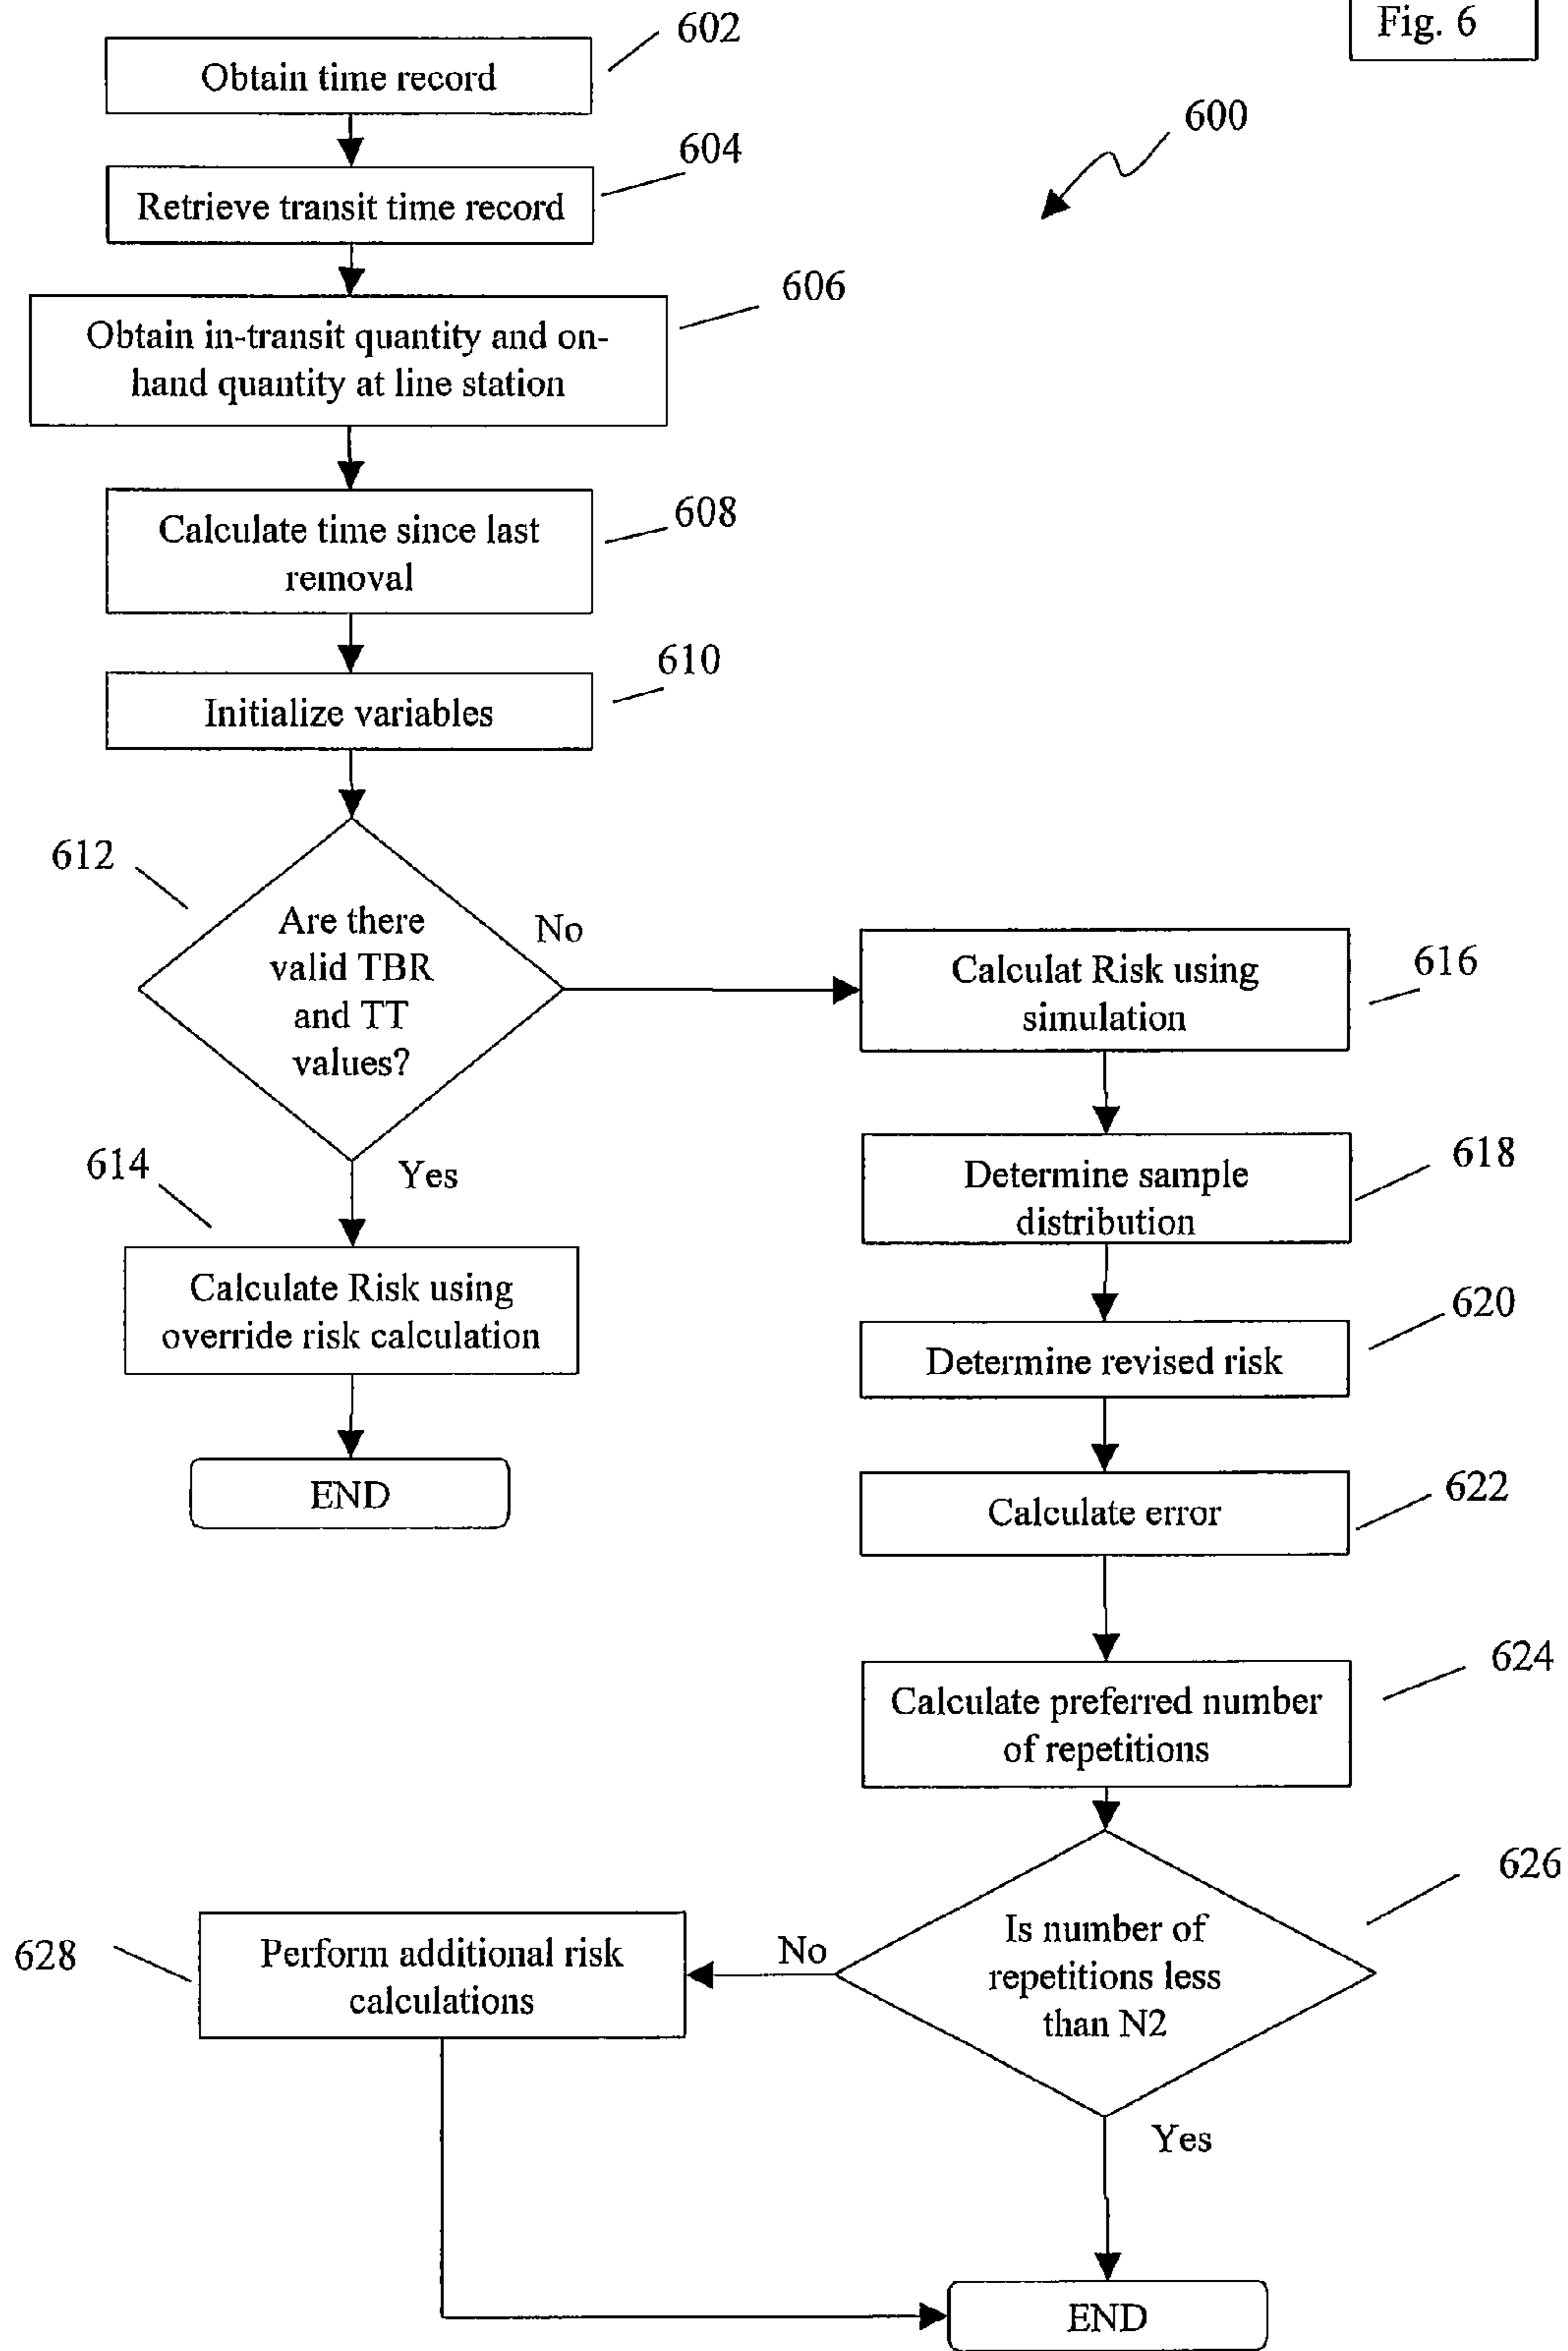 Fig. 6
600
602
Obtain time record
604
Retrieve transit time record
606
Obtain in-transit quantity and on-
hand quantity at line station
608
Calculate time since last
removal
610
Initialize variables
612
Are there
valid TBR
and TT
values?
No
Yes
614
Calculate Risk using
override risk calculation
END
616
Calculat Risk using
simulation
618
Determine sample
distribution
620
Determine revised risk
622
Calculate error
624
Calculate preferred number
of repetitions
626
Is number of
repetitions less
than N2
No
Yes
628
Perform additional risk
calculations
END